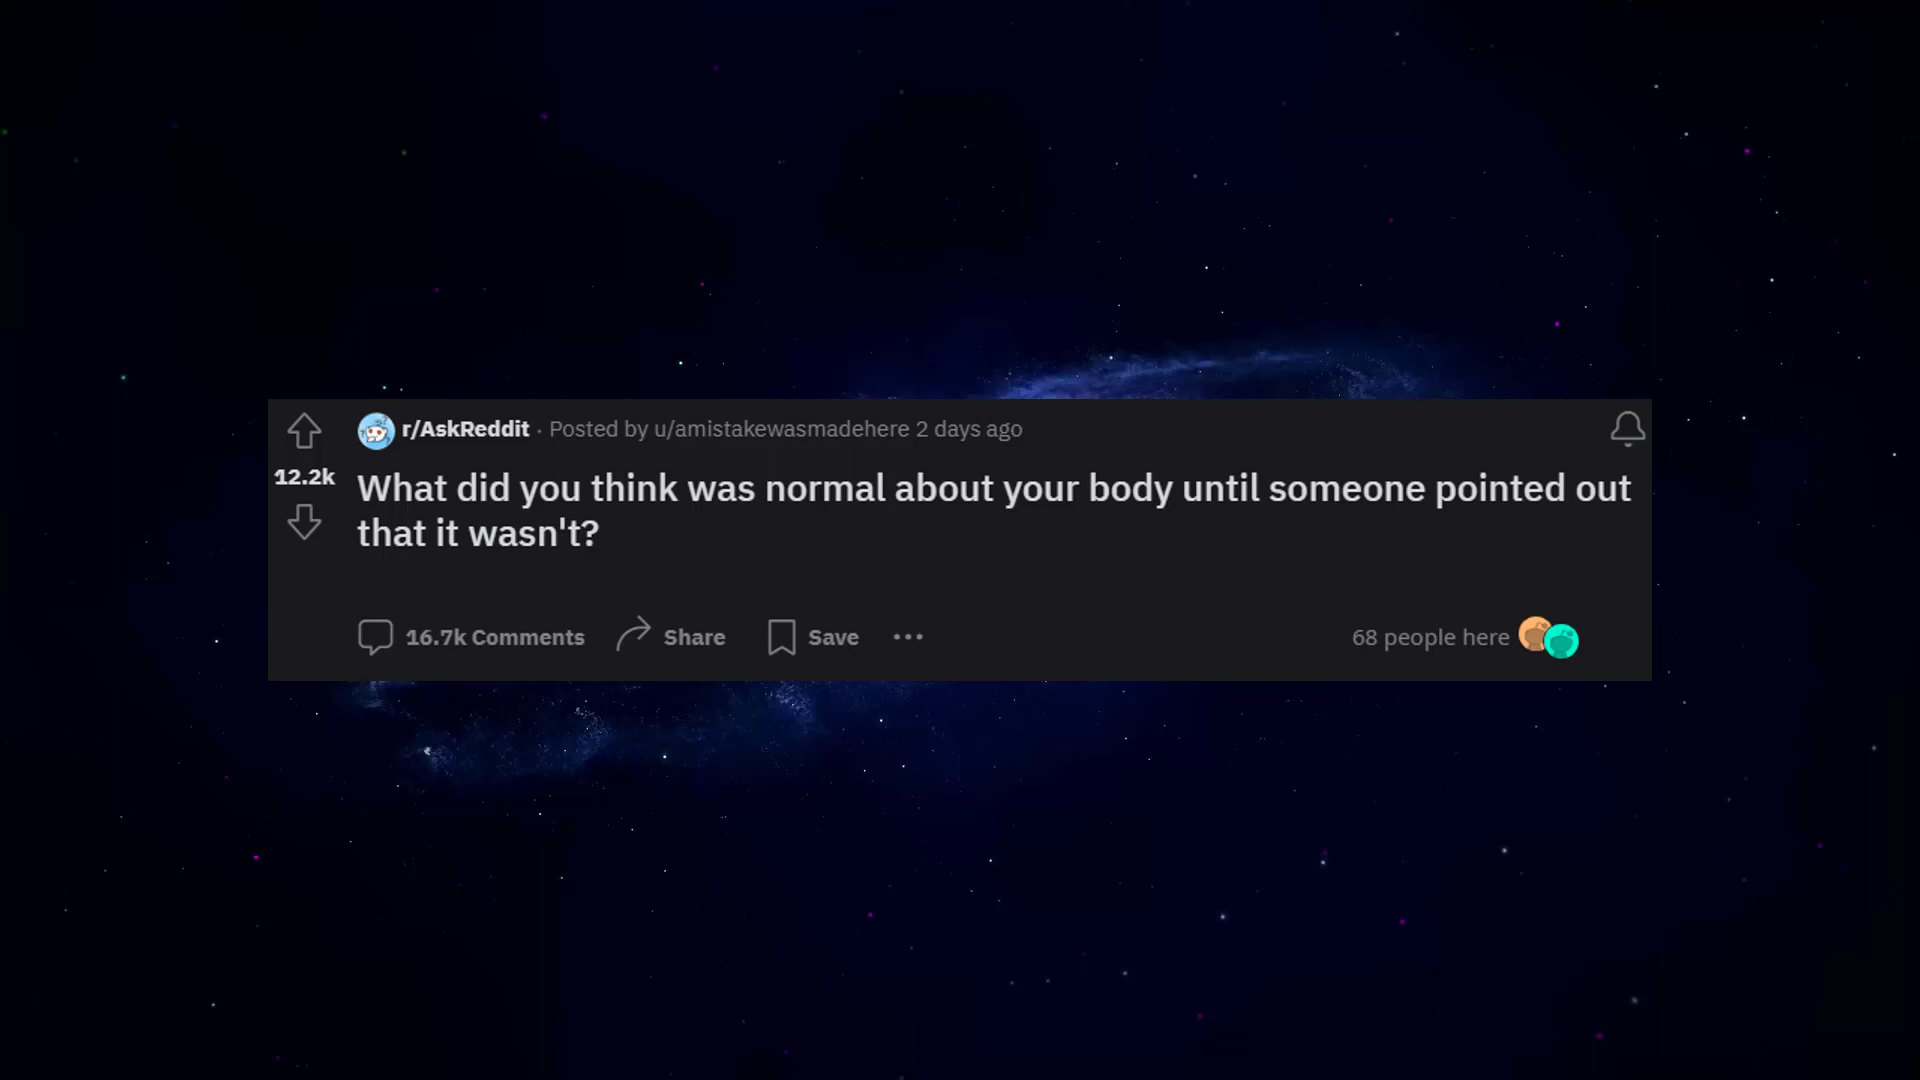 r/AskReddit · Posted by u/amistakewasmadehere 2 days ago
12.2k
What did you think was normal about your body until someone pointed out
that it wasn't?
16.7k Comments Share Save ••• 68 people here